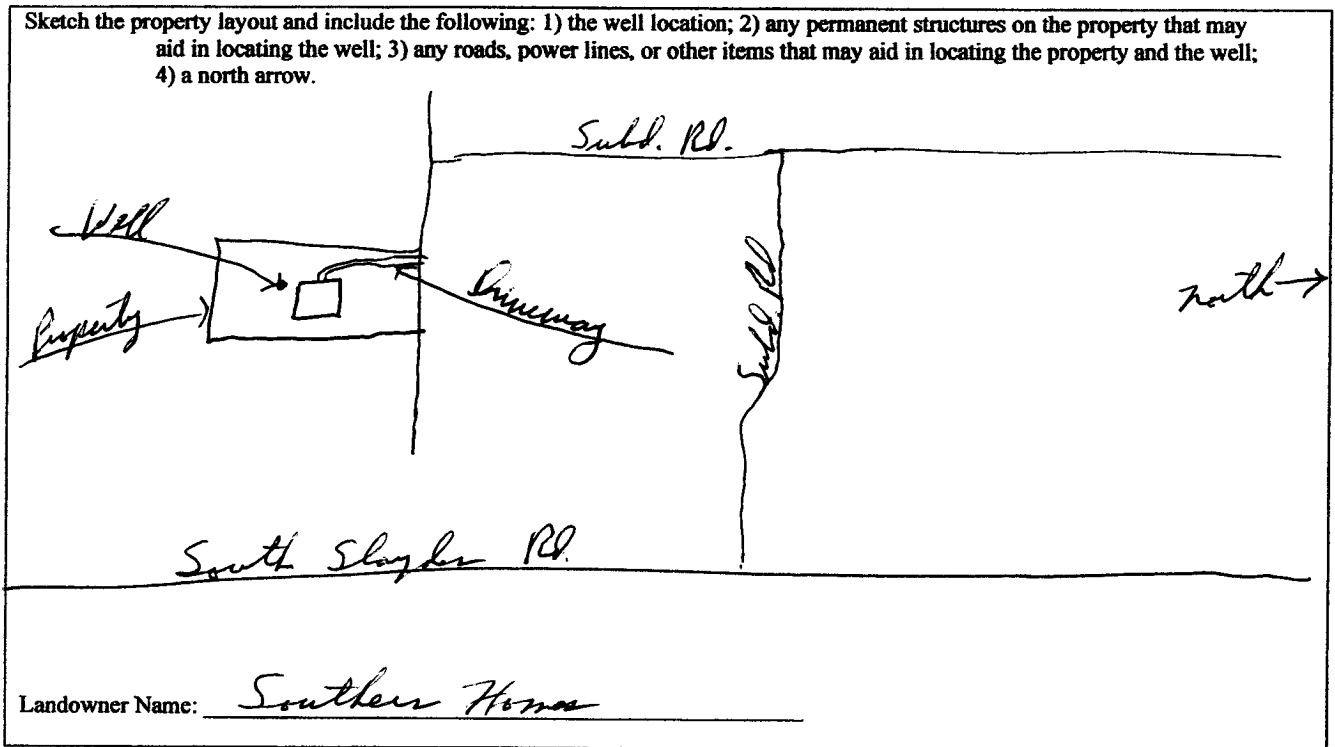 Sketch the property layout and include the following: 1) the well location; 2) any permanent structures on the property that may
aid in locating the well; 3) any roads, power lines, or other items that may aid in locating the property and the well;
4) a north arrow.
Subd. Rd.
Well
Subd. Rd
north
Driveway
Property
South Slayden Rd.
Landowner Name: Southern Homes